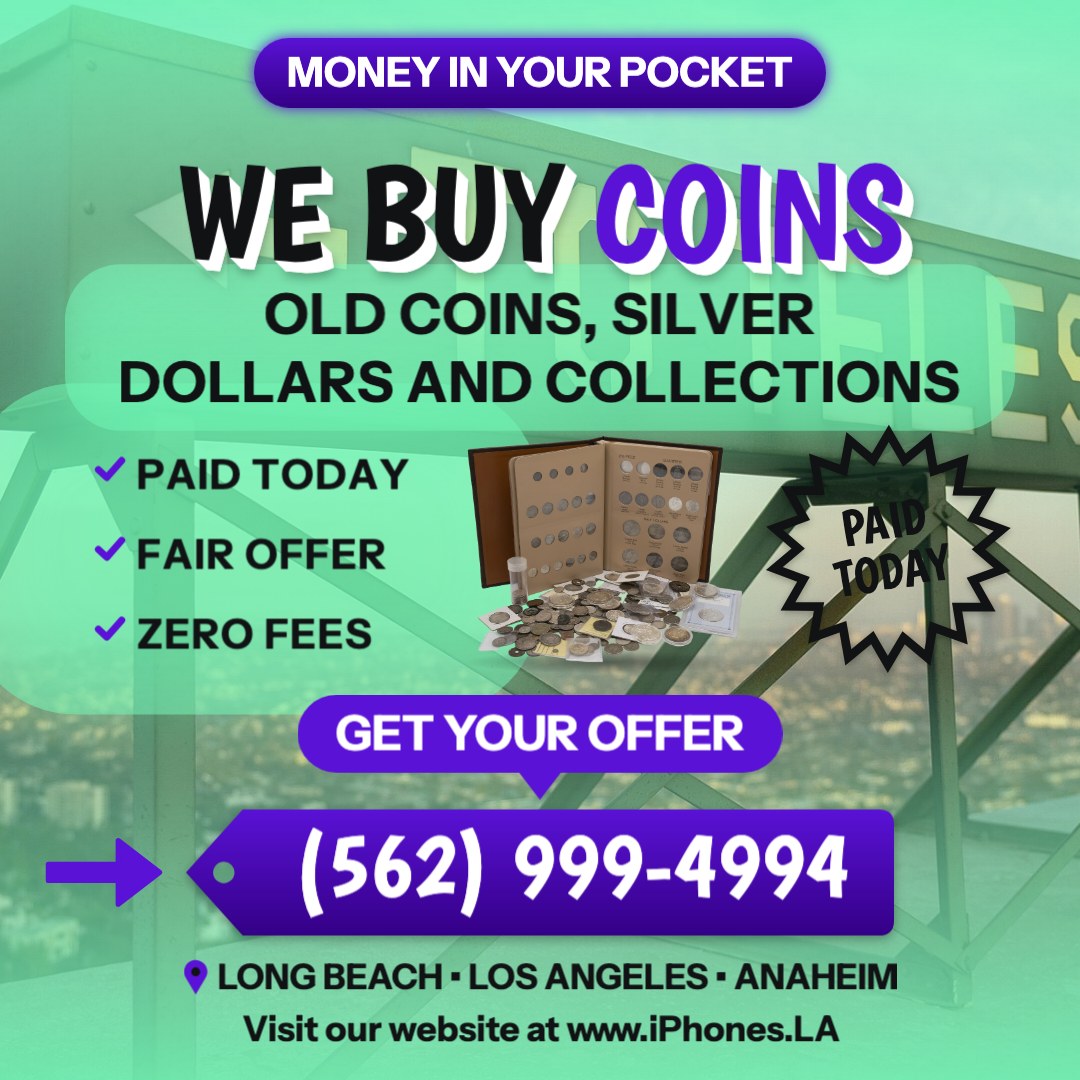 MONEY IN YOUR POCKET
WE BUY COINS
OLD COINS, SILVER
DOLLARS AND COLLECTIONS
PAID TODAY
FAIR OFFER
ZERO FEES
PAID
TODAY
GET YOUR OFFER
(562) 999-4994
LONG BEACH ▪ LOS ANGELES ▪ ANAHEIM
Visit our website at www.iPhones.LA